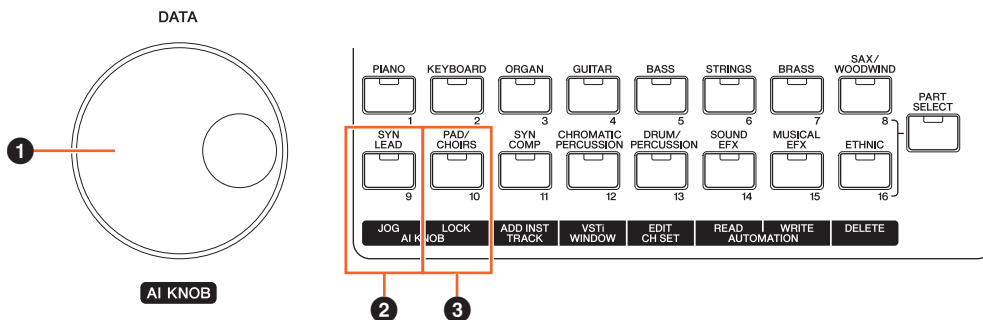 DATA
1
AI KNOB
PIANO KEYBOARD ORGAN GUITAR BASS STRINGS BRASS SAX/
WOODWIND
1 2 3 4 5 6 7 8
PART
SELECT
SYN
LEAD
PAD/
CHOIRS
SYN
COMP
CHROMATIC
PERCUSSION
DRUM/
PERCUSSION
SOUND
EFX
MUSICAL
EFX
ETHNIC
9 10 11 12 13 14 15 16
JOG LOCK
AI KNOB
ADD INST
TRACK
VSTi
WINDOW
EDIT
CH SET
READ WRITE
AUTOMATION
DELETE
2 3